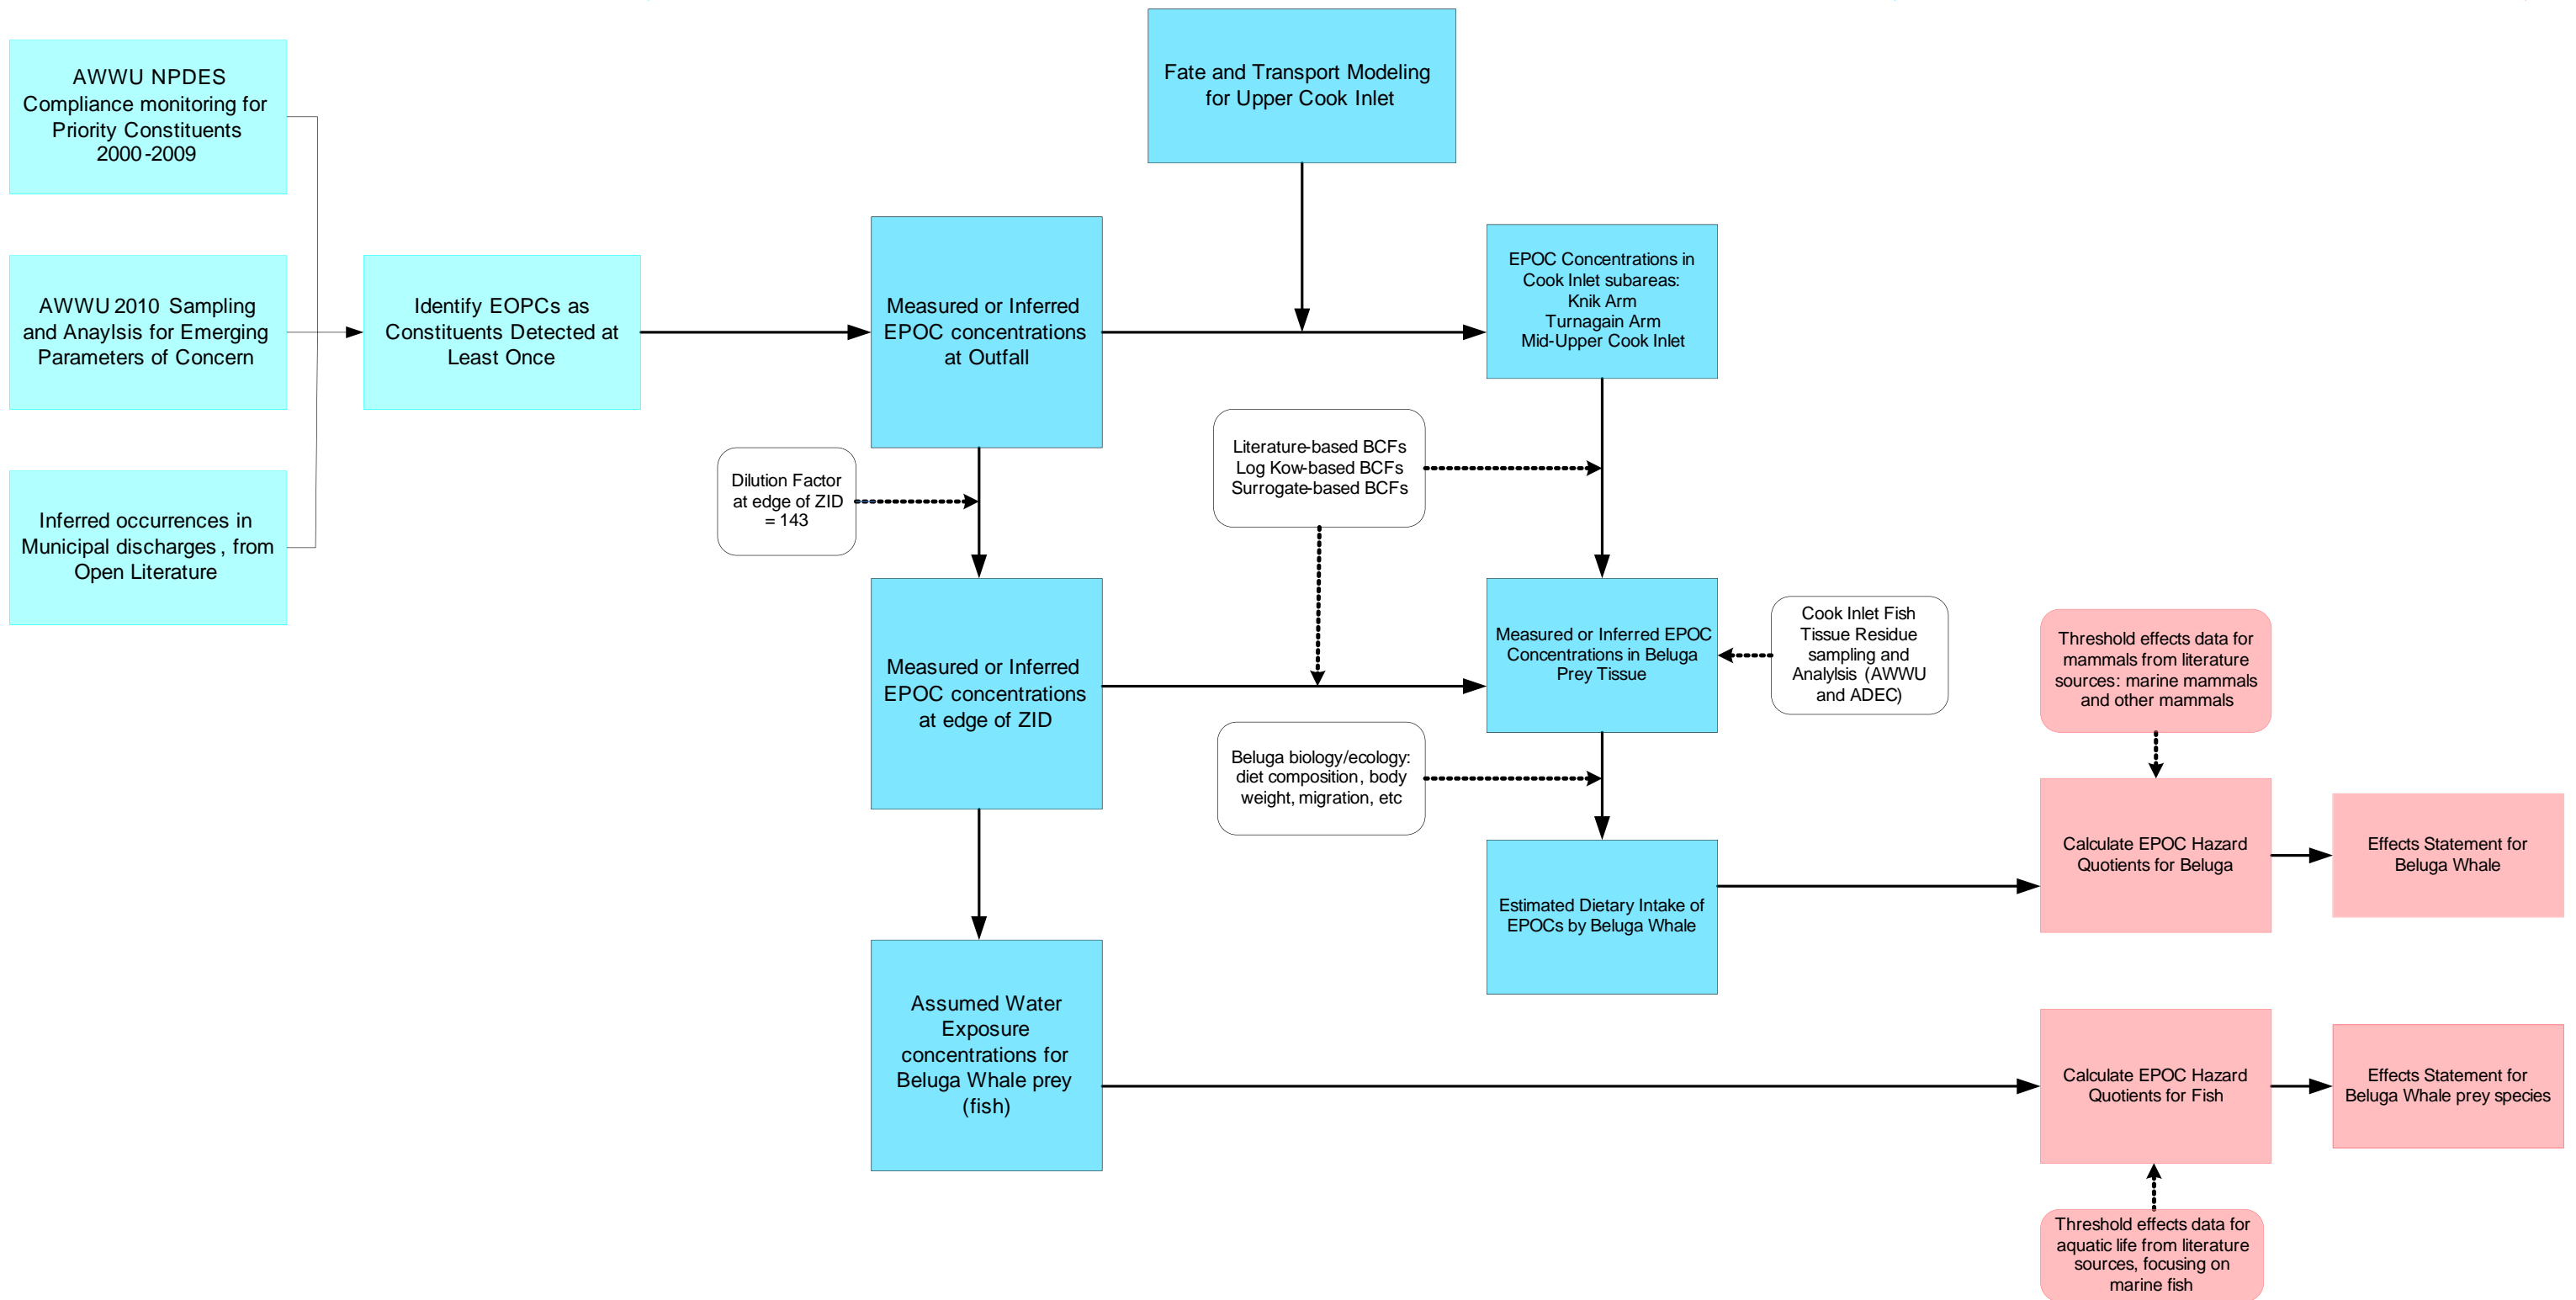 AWWU NPDES
Compliance monitoring for
Priority Constituents
2000-2009
AWWU 2010 Sampling
and Anaylsis for Emerging
Parameters of Concern
Inferred occurrences in
Municipal discharges, from
Open Literature
Identify EOPCs as
Constituents Detected at
Least Once
Fate and Transport Modeling
for Upper Cook Inlet
Measured or Inferred
EPOC concentrations
at Outfall
EPOC Concentrations in
Cook Inlet subareas:
Knik Arm
Turnagain Arm
Mid-Upper Cook Inlet
Dilution Factor
at edge of ZID
= 143
Literature-based BCFs
Log Kow-based BCFs
Surrogate-based BCFs
Measured or Inferred
EPOC concentrations
at edge of ZID
Measured or Inferred EPOC
Concentrations in Beluga
Prey Tissue
Cook Inlet Fish
Tissue Residue
sampling and
Analylsis (AWWU
and ADEC)
Beluga biology/ecology:
diet composition, body
weight, migration, etc
Threshold effects data for
mammals from literature
sources: marine mammals
and other mammals
Estimated Dietary Intake of
EPOCs by Beluga Whale
Calculate EPOC Hazard
Quotients for Beluga
Effects Statement for
Beluga Whale
Assumed Water
Exposure
concentrations for
Beluga Whale prey
(fish)
Calculate EPOC Hazard
Quotients for Fish
Effects Statement for
Beluga Whale prey species
Threshold effects data for
aquatic life from literature
sources, focusing on
marine fish